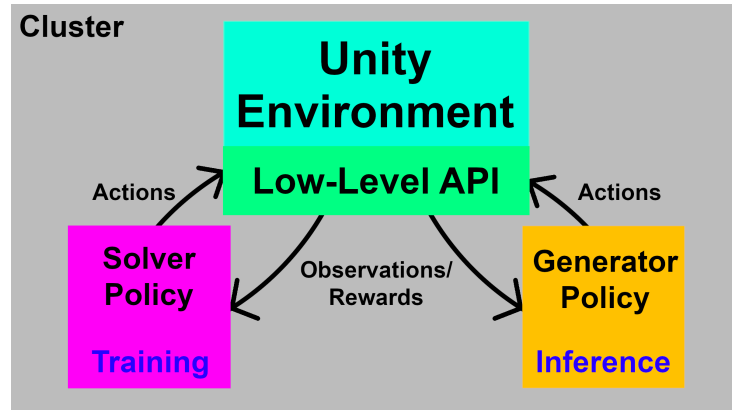 Cluster
Unity
Environment
Low-Level API
Actions
Actions
Solver
Policy
Training
Observations/
Rewards
Generator
Policy
Inference